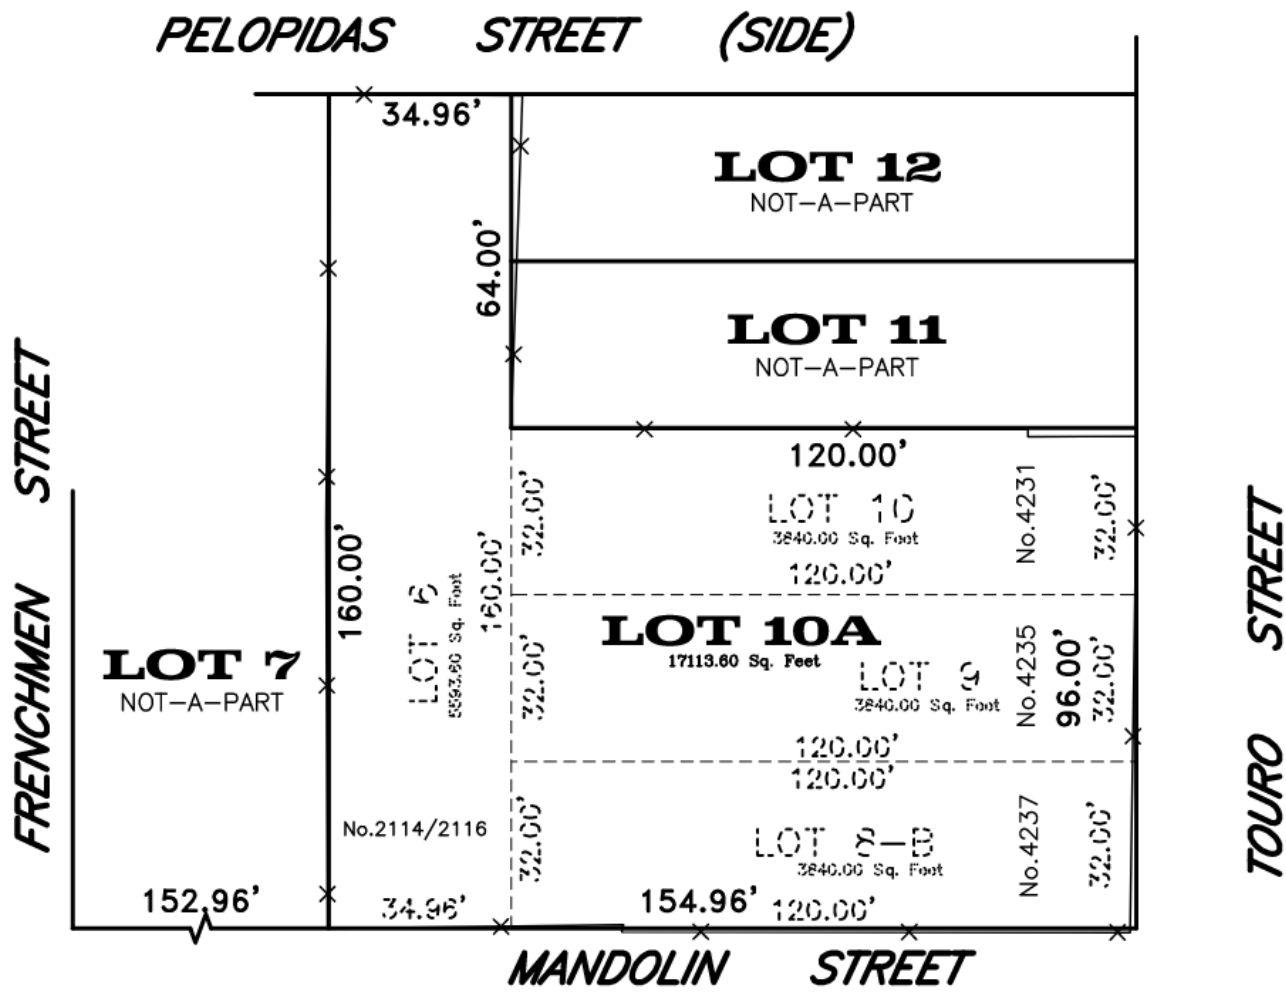 PELOPIDAS STREET (SIDE)
34.96'
LOT 12
NOT-A-PART
64.00'
LOT 11
NOT-A-PART
120.00'
FRENCHMEN STREET
LOT 7
NOT-A-PART
152.96'
160.00'
LOT 6
5593.60 Sq. Feet
160.00'
No.2114/2116
34.96'
32.00'
LOT 10
3840.00 Sq. Feet
120.00'
No.4231
32.00'
LOT 10A
17113.60 Sq. Feet
32.00'
LOT 9
3840.00 Sq. Feet
120.00'
No.4235
96.00'
32.00'
120.00'
32.00'
LOT 8-B
3840.00 Sq. Feet
No.4237
32.00'
154.96'
120.00'
MANDOLIN STREET
TOURO STREET